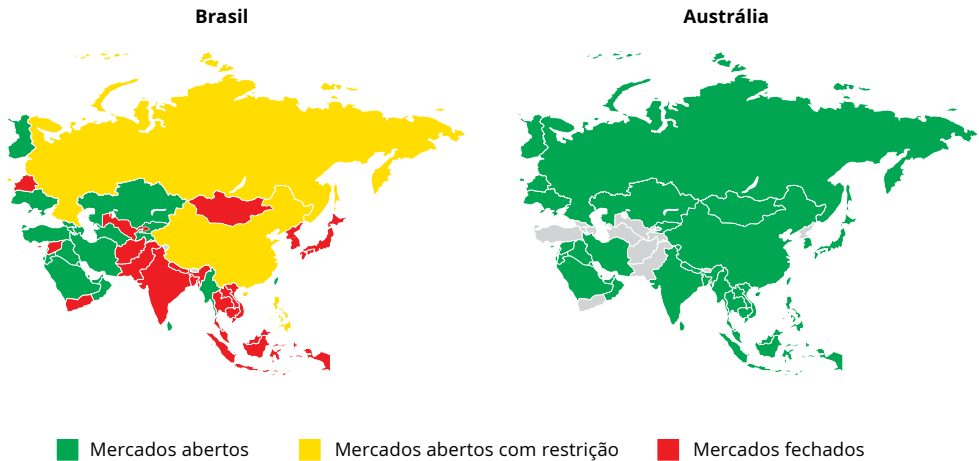 Brasil
Austrália
Mercados abertos
Mercados abertos com restrição
Mercados fechados